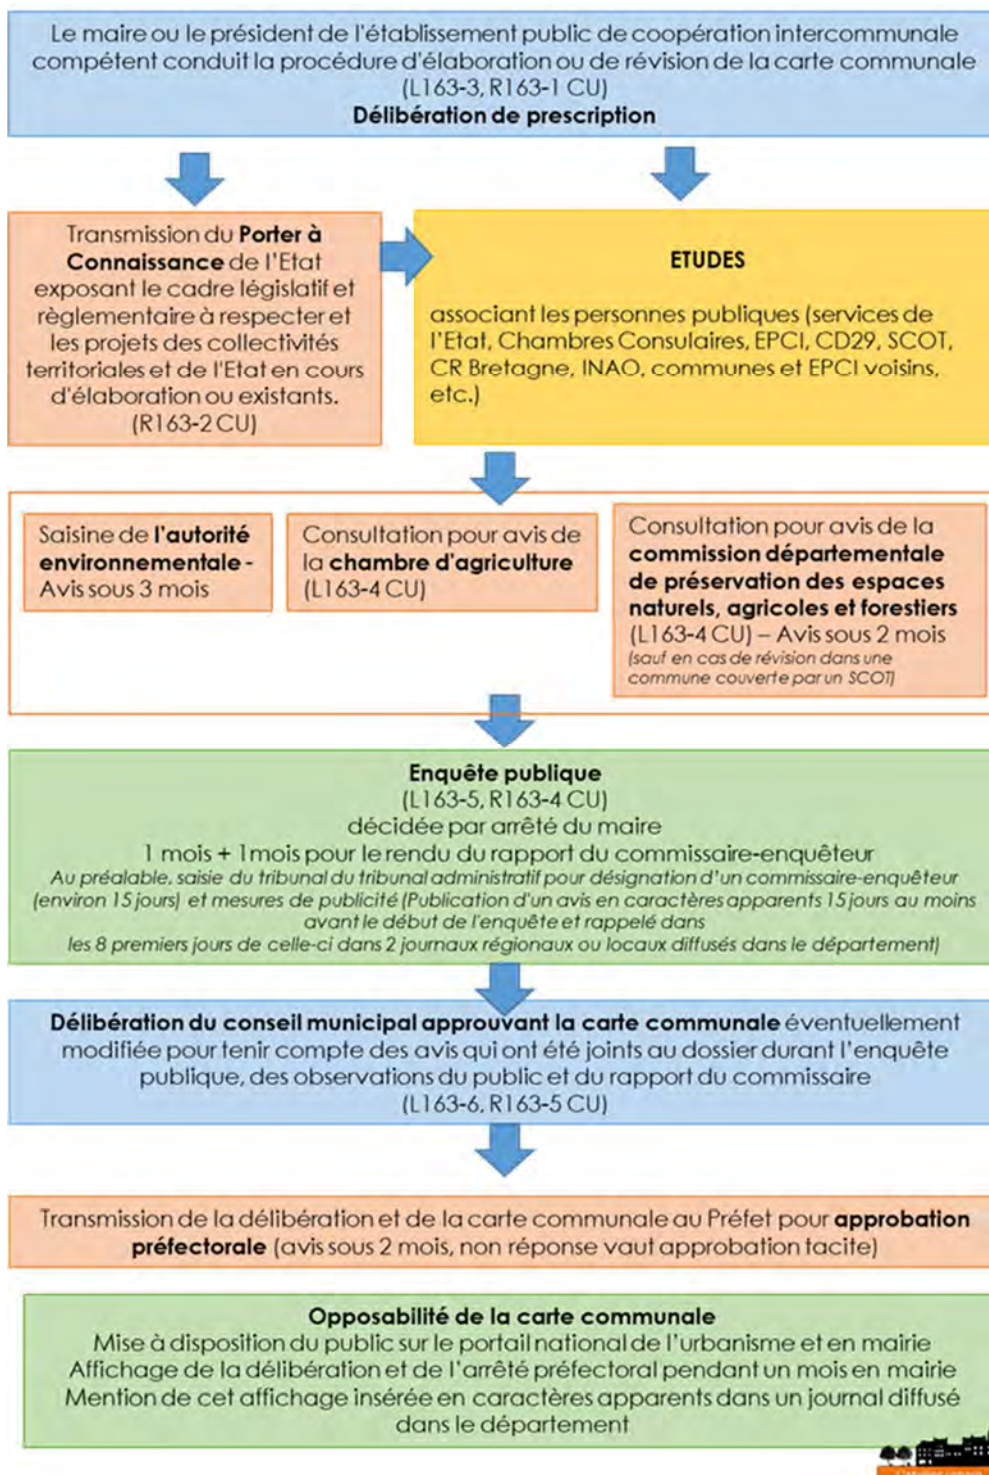 Le maire ou le président de l'établissement public de coopération intercommunale
compétent conduit la procédure d'élaboration ou de révision de la carte communale
(L163-3, R163-1 CU)
Délibération de prescription
Transmission du Porter à
Connaissance de l'Etat
exposant le cadre législatif et
règlementaire à respecter et
les projets des collectivités
territoriales et de l'Etat en cours
d'élaboration ou existants.
(R163-2 CU)
ETUDES
associant les personnes publiques (services de
l'Etat, Chambres Consulaires, EPCI, CD29, SCOT,
CR Bretagne, INAO, communes et EPCI voisins,
etc.)
Saisine de l'autorité
environnementale -
Avis sous 3 mois
Consultation pour avis de
la chambre d'agriculture
(L163-4 CU)
Consultation pour avis de la
commission départementale
de préservation des espaces
naturels, agricoles et forestiers
(L163-4 CU) – Avis sous 2 mois
(sauf en cas de révision dans une
commune couverte par un SCOT)
Enquête publique
(L163-5, R163-4 CU)
décidée par arrêté du maire
1 mois + 1mois pour le rendu du rapport du commissaire-enquêteur
Au préalable, saisie du tribunal du tribunal administratif pour désignation d'un commissaire-enquêteur
(environ 15 jours) et mesures de publicité (Publication d'un avis en caractères apparents 15 jours au moins
avant le début de l'enquête et rappelé dans
les 8 premiers jours de celle-ci dans 2 journaux régionaux ou locaux diffusés dans le département)
Délibération du conseil municipal approuvant la carte communale éventuellement
modifiée pour tenir compte des avis qui ont été joints au dossier durant l'enquête
publique, des observations du public et du rapport du commissaire
(L163-6, R163-5 CU)
Transmission de la délibération et de la carte communale au Préfet pour approbation
préfectorale (avis sous 2 mois, non réponse vaut approbation tacite)
Opposabilité de la carte communale
Mise à disposition du public sur le portail national de l'urbanisme et en mairie
Affichage de la délibération et de l'arrêté préfectoral pendant un mois en mairie
Mention de cet affichage insérée en caractères apparents dans un journal diffusé
dans le département